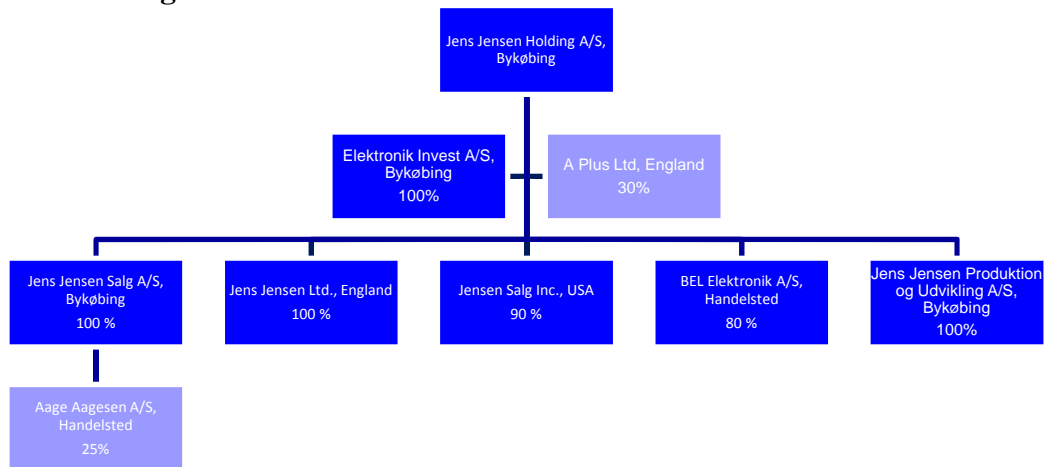 Jens Jensen Holding A/S,
Bykøbing
Elektronik Invest A/S,
Bykøbing
100%
A Plus Ltd, England
30%
Jens Jensen Salg A/S,
Bykøbing
100 %
Jens Jensen Ltd., England
100 %
Jensen Salg Inc., USA
90 %
BEL Elektronik A/S,
Handelsted
80 %
Jens Jensen Produktion
og Udvikling A/S,
Bykøbing
100%
Aage Aagesen A/S,
Handelsted
25%